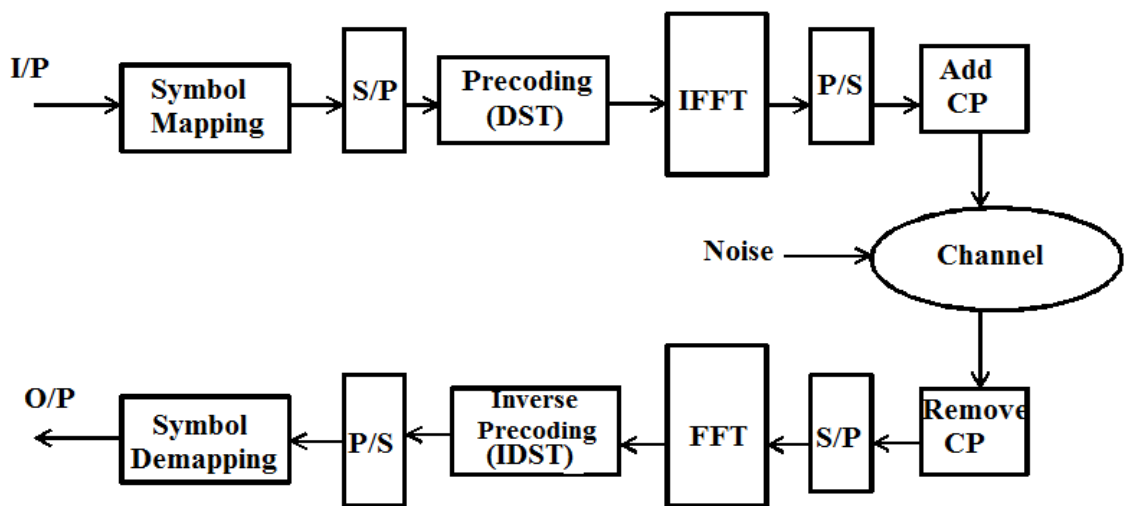 I/P
Symbol
Mapping
S/P
Precoding
(DST)
IFFT
P/S
Add
CP
Noise
Channel
O/P
Symbol
Demapping
P/S
Inverse
Precoding
(IDST)
FFT
S/P
Remove
CP